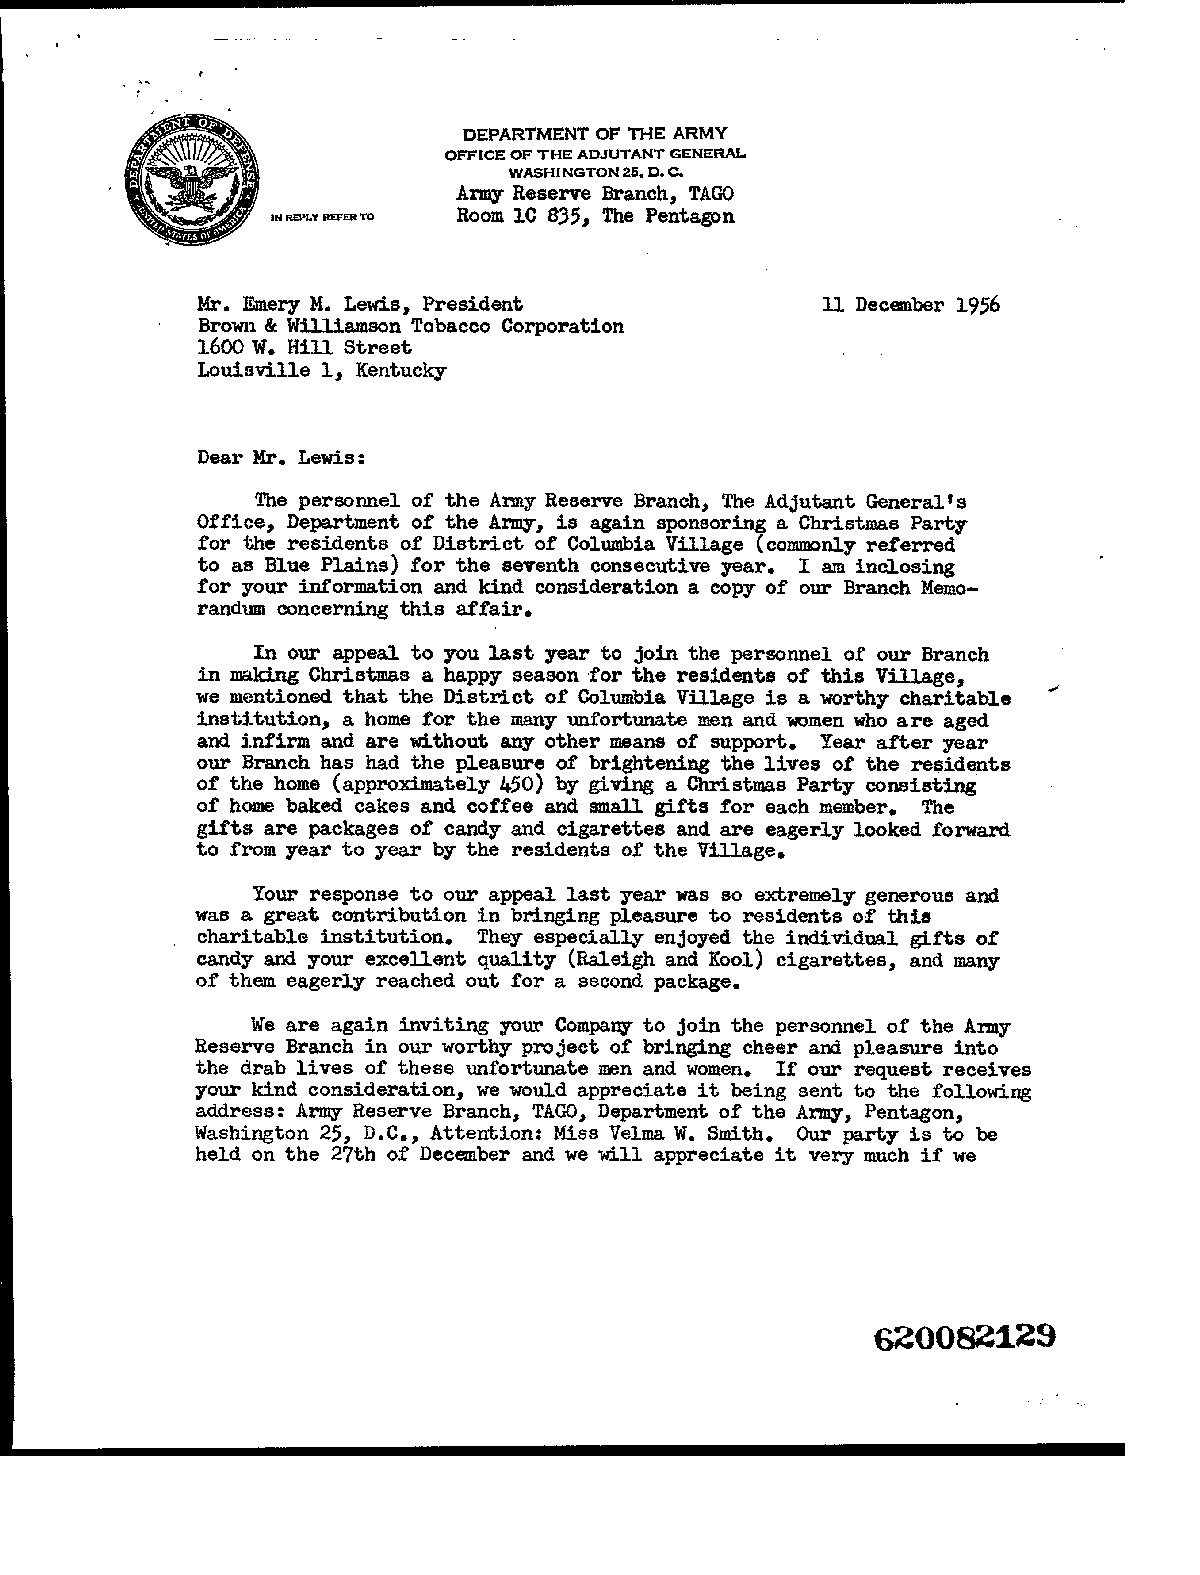 DEPARTMENT OF DEFENSE
UNITED STATES OF AMERICA
DEPARTMENT OF THE ARMY
OFFICE OF THE ADJUTANT GENERAL
WASHINGTON 25, D. C.
Army Reserve Branch, TAGO
IN REPLY REFER TO
Room 1C 835, The Pentagon
Mr. Emery M. Lewis, President
11 December 1956
Brown & Williamson Tobacco Corporation
1600 W. Hill Street
Louisville 1, Kentucky
Dear Mr. Lewis:
The personnel of the Army Reserve Branch, The Adjutant General's
Office, Department of the Army, is again sponsoring a Christmas Party
for the residents of District of Columbia Village (commonly referred
to as Blue Plains) for the seventh consecutive year. I am inclosing
for your information and kind consideration a copy of our Branch Memo-
randum concerning this affair.
In our appeal to you last year to join the personnel of our Branch
in making Christmas a happy season for the residents of this Village,
we mentioned that the District of Columbia Village is a worthy charitable
institution, a home for the many unfortunate men and women who are aged
and infirm and are without any other means of support. Year after year
our Branch has had the pleasure of brightening the lives of the residents
of the home (approximately 450) by giving a Christmas Party consisting
of home baked cakes and coffee and small gifts for each member. The
gifts are packages of candy and cigarettes and are eagerly looked forward
to from year to year by the residents of the Village.
Your response to our appeal last year was so extremely generous and
was a great contribution in bringing pleasure to residents of this
charitable institution. They especially enjoyed the individual gifts of
candy and your excellent quality (Raleigh and Kool) cigarettes, and many
of them eagerly reached out for a second package.
We are again inviting your Company to join the personnel of the Army
Reserve Branch in our worthy project of bringing cheer and pleasure into
the drab lives of these unfortunate men and women. If our request receives
your kind consideration, we would appreciate it being sent to the following
address: Army Reserve Branch, TAGO, Department of the Army, Pentagon,
Washington 25, D.C., Attention: Miss Velma W. Smith. Our party is to be
held on the 27th of December and we will appreciate it very much if we
620082129